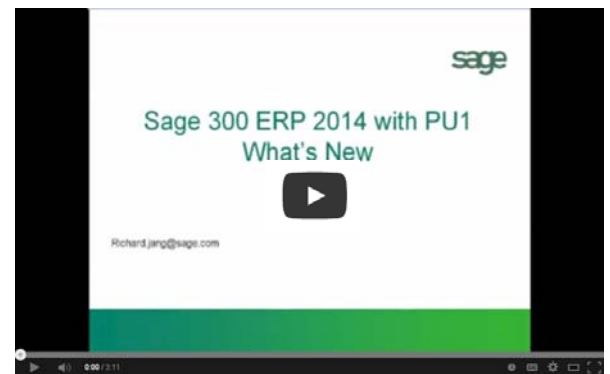 sage
Sage 300 ERP 2014 with PU1
What's New
Richard.jang@sage.com
0:00 / 3:11